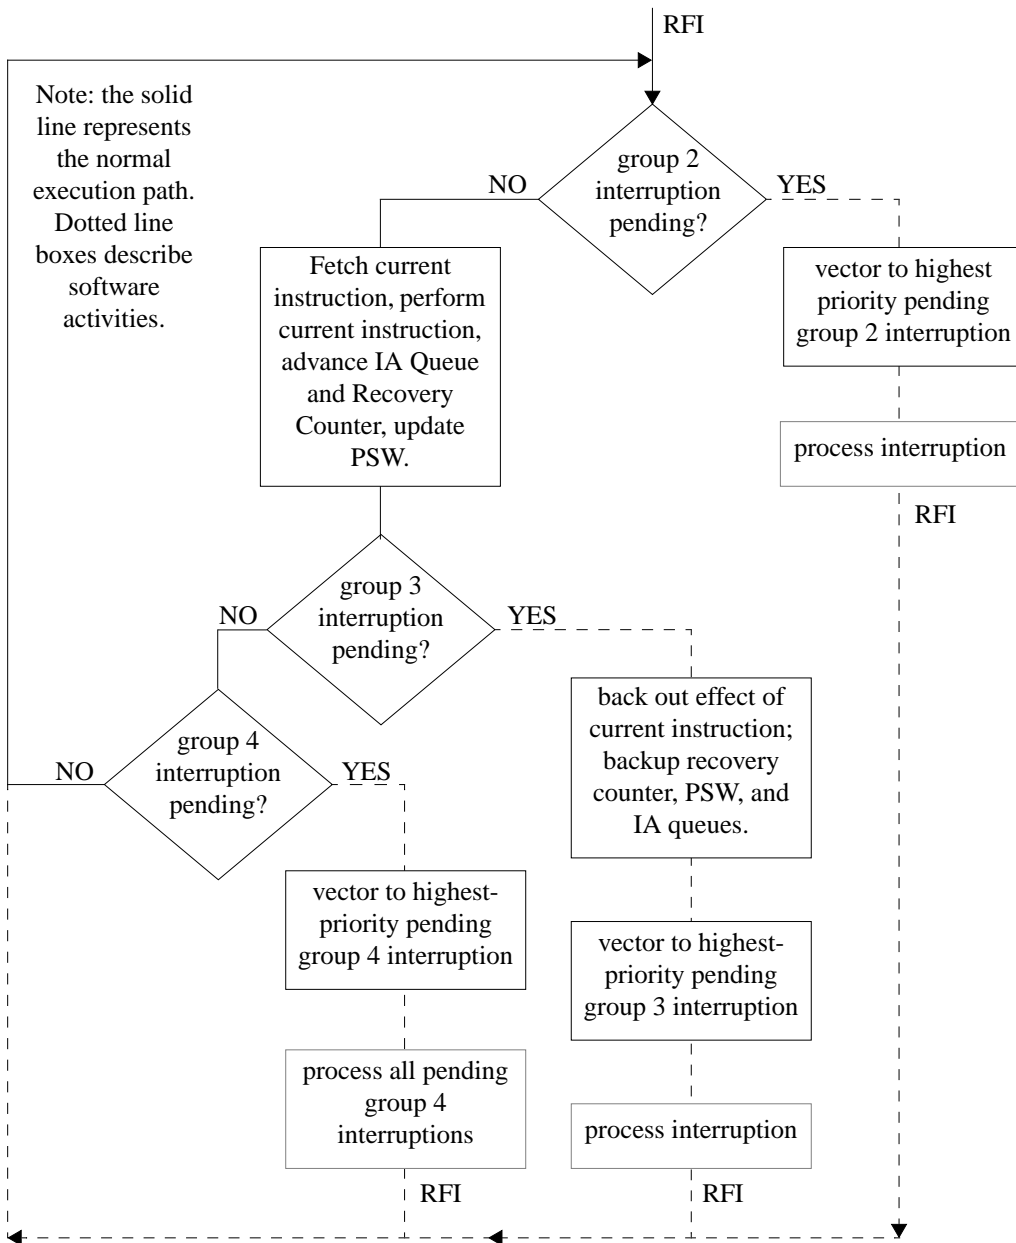 RFI
Note: the solid
line represents
the normal
execution path.
Dotted line
boxes describe
software
activities.
group 2
interruption
pending?
NO
YES
Fetch current
instruction, perform
current instruction,
advance IA Queue
and Recovery
Counter, update
PSW.
vector to highest
priority pending
group 2 interruption
process interruption
RFI
group 3
interruption
pending?
NO
YES
back out effect of
current instruction;
backup recovery
counter, PSW, and
IA queues.
group 4
interruption
pending?
NO
YES
vector to highest-
priority pending
group 4 interruption
vector to highest-
priority pending
group 3 interruption
process all pending
group 4
interruptions
process interruption
RFI
RFI